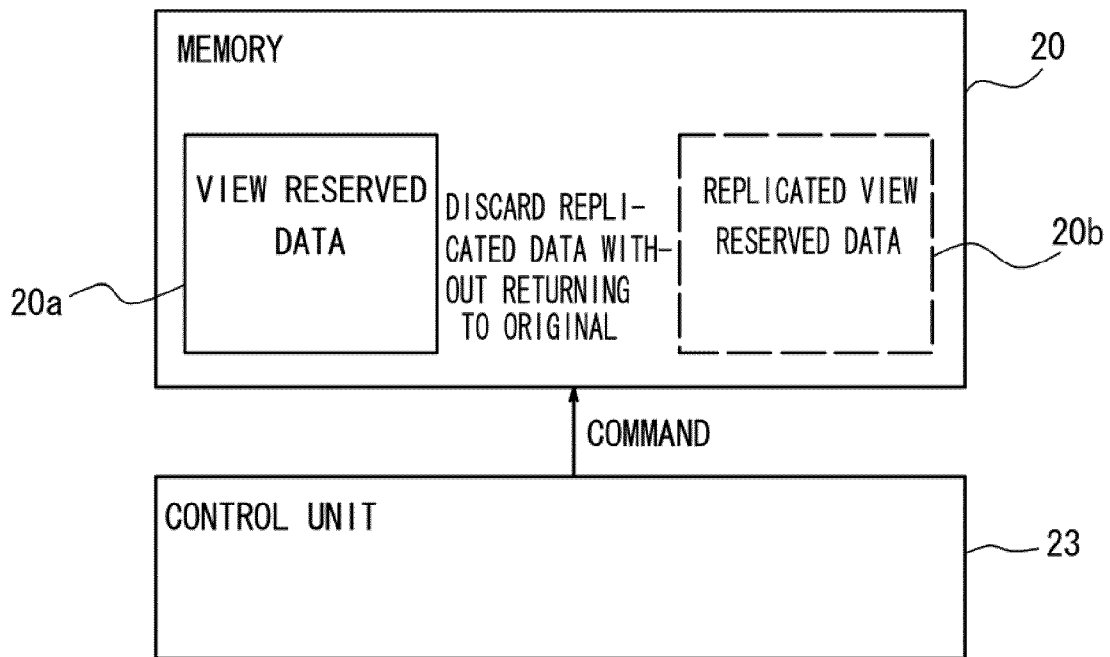 MEMORY
20
VIEW RESERVED
DATA
DISCARD REPLI-
CATED DATA WITH-
OUT RETURNING
TO ORIGINAL
REPLICATED VIEW
RESERVED DATA
20a
20b
COMMAND
CONTROL UNIT
23